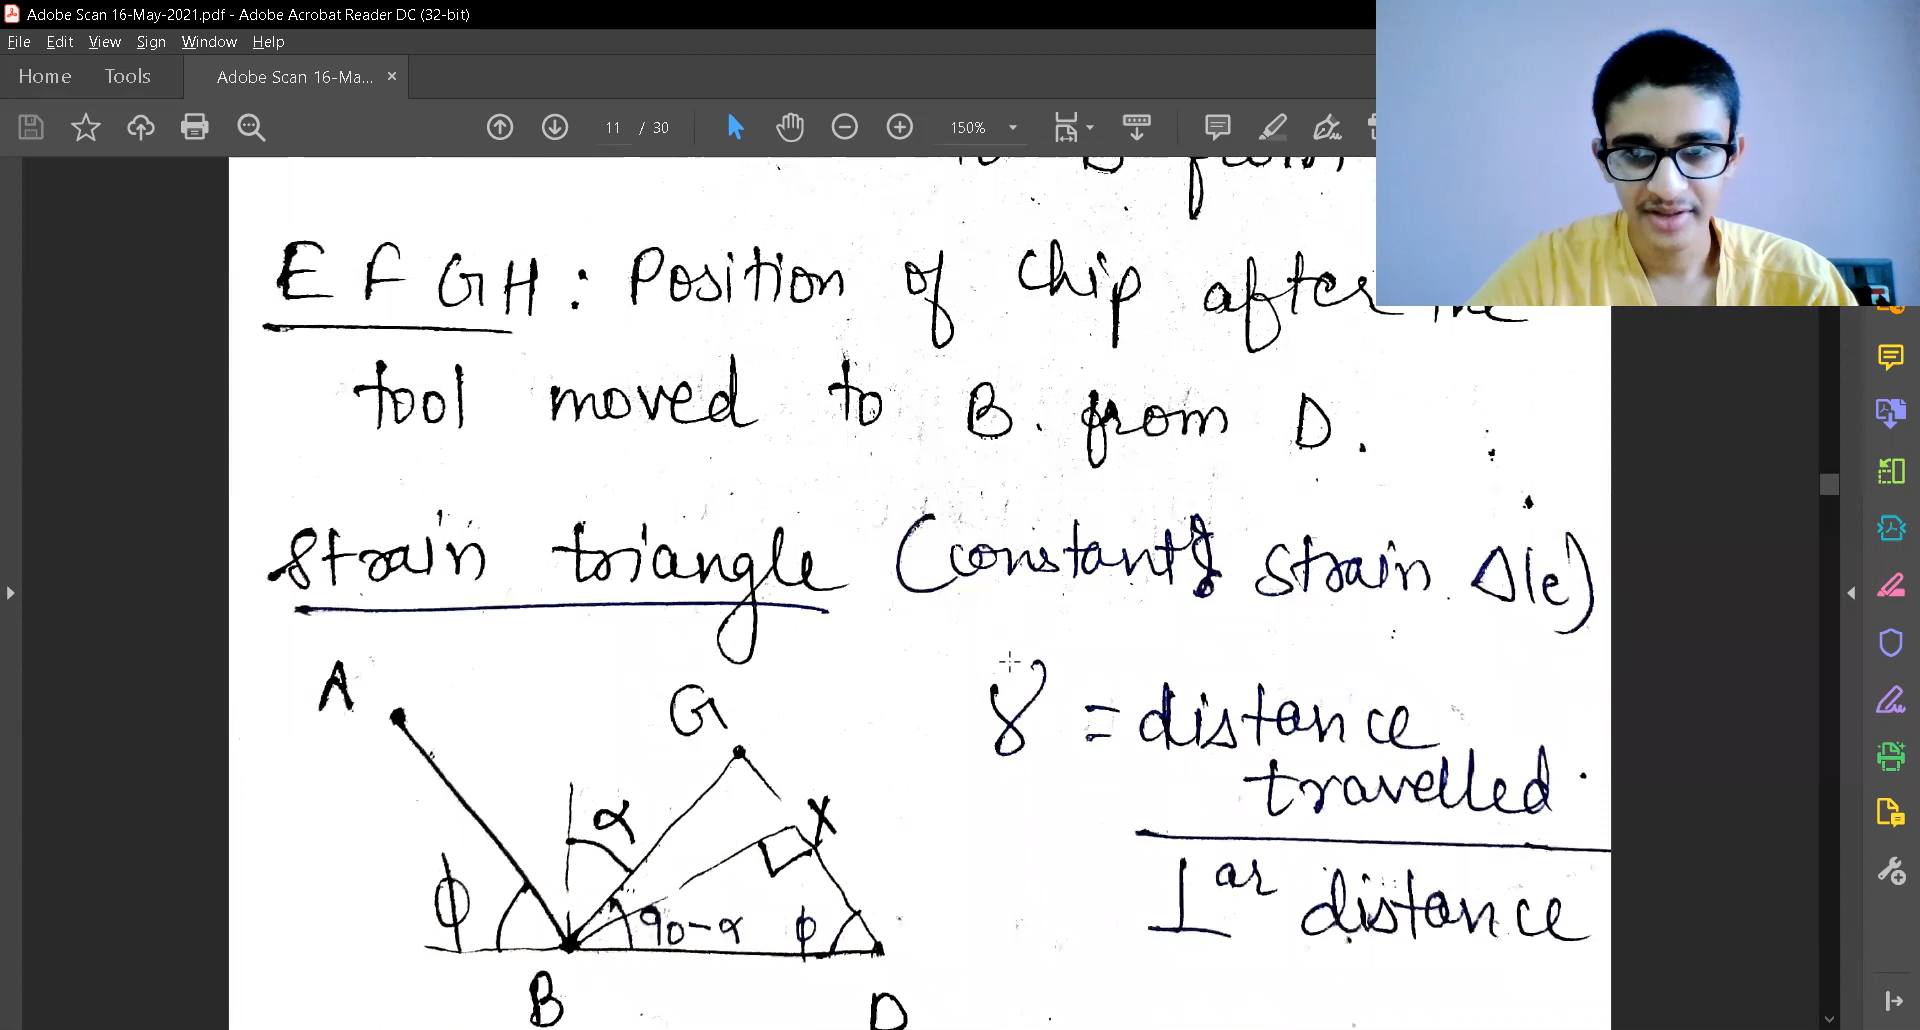 Adobe Scan 16-May-2021.pdf - Adobe Acrobat Reader DC (32-bit)
File Edit View Sign Window Help
Home Tools Adobe Scan 16-Ma... ×
11 / 30 150%
B from
E F G H : Position of chip after the
tool moved to B. from D.
Strain triangle (constant strain Δle)
A
G
γ = distance
travelled
α
X
ϕ
90-α
ϕ
⊥ar distance
B
D